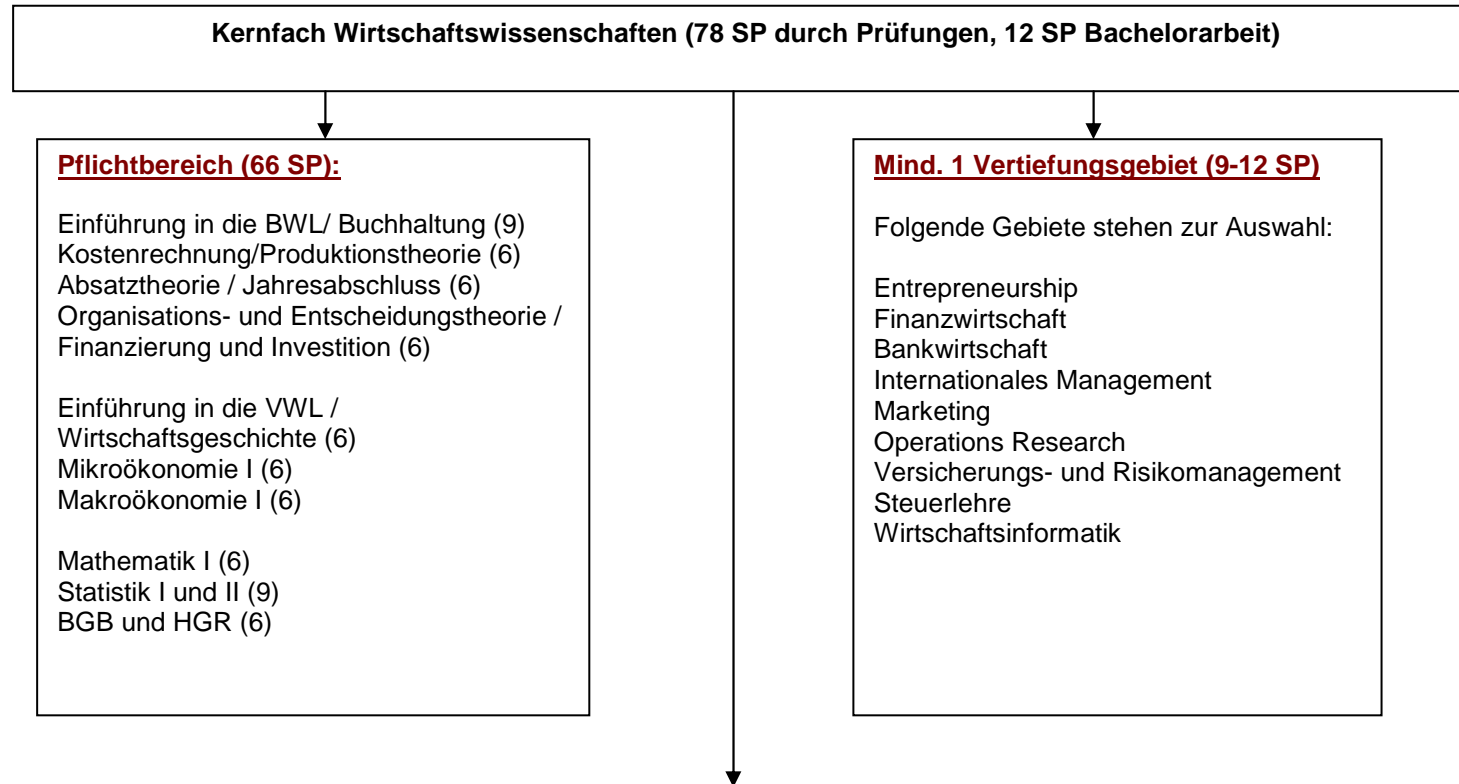 Kernfach Wirtschaftswissenschaften (78 SP durch Prüfungen, 12 SP Bachelorarbeit)
Pflichtbereich (66 SP):
Einführung in die BWL/ Buchhaltung (9)
Kostenrechnung/Produktionstheorie (6)
Absatztheorie / Jahresabschluss (6)
Organisations- und Entscheidungstheorie /
Finanzierung und Investition (6)
Einführung in die VWL /
Wirtschaftsgeschichte (6)
Mikroökonomie I (6)
Makroökonomie I (6)
Mathematik I (6)
Statistik I und II (9)
BGB und HGR (6)
Mind. 1 Vertiefungsgebiet (9-12 SP)
Folgende Gebiete stehen zur Auswahl:
Entrepreneurship
Finanzwirtschaft
Bankwirtschaft
Internationales Management
Marketing
Operations Research
Versicherungs- und Risikomanagement
Steuerlehre
Wirtschaftsinformatik